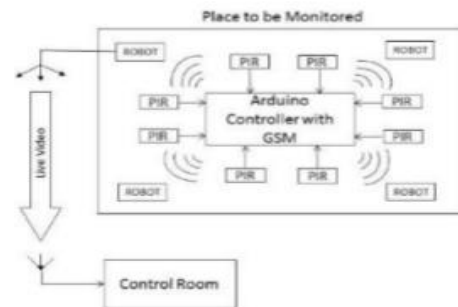 Place to be Monitored
ROBOT
ROBOT
PIR
PIR
PIR
PIR
Arduino
Controller with
GSM
PIR
PIR
PIR
PIR
ROBOT
ROBOT
Live Video
Control Room